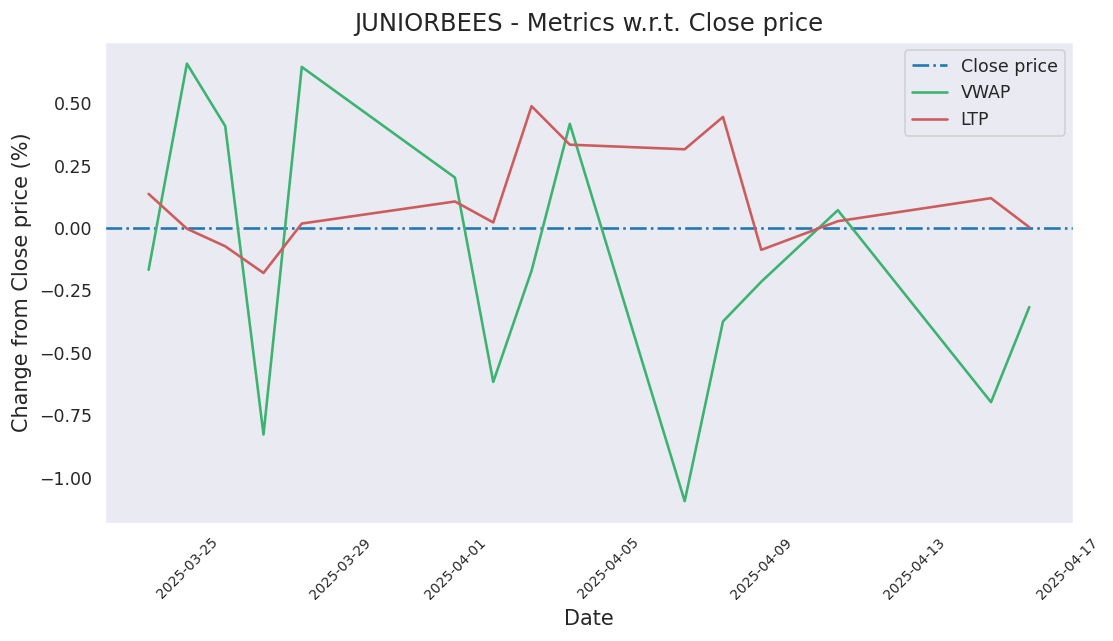 JUNIORBEES - Metrics w.r.t. Close price
Close price
VWAP
LTP
Change from Close price (%)
0.50
0.25
0.00
−0.25
−0.50
−0.75
−1.00
2025-03-25
2025-03-29
2025-04-01
2025-04-05
2025-04-09
2025-04-13
2025-04-17
Date